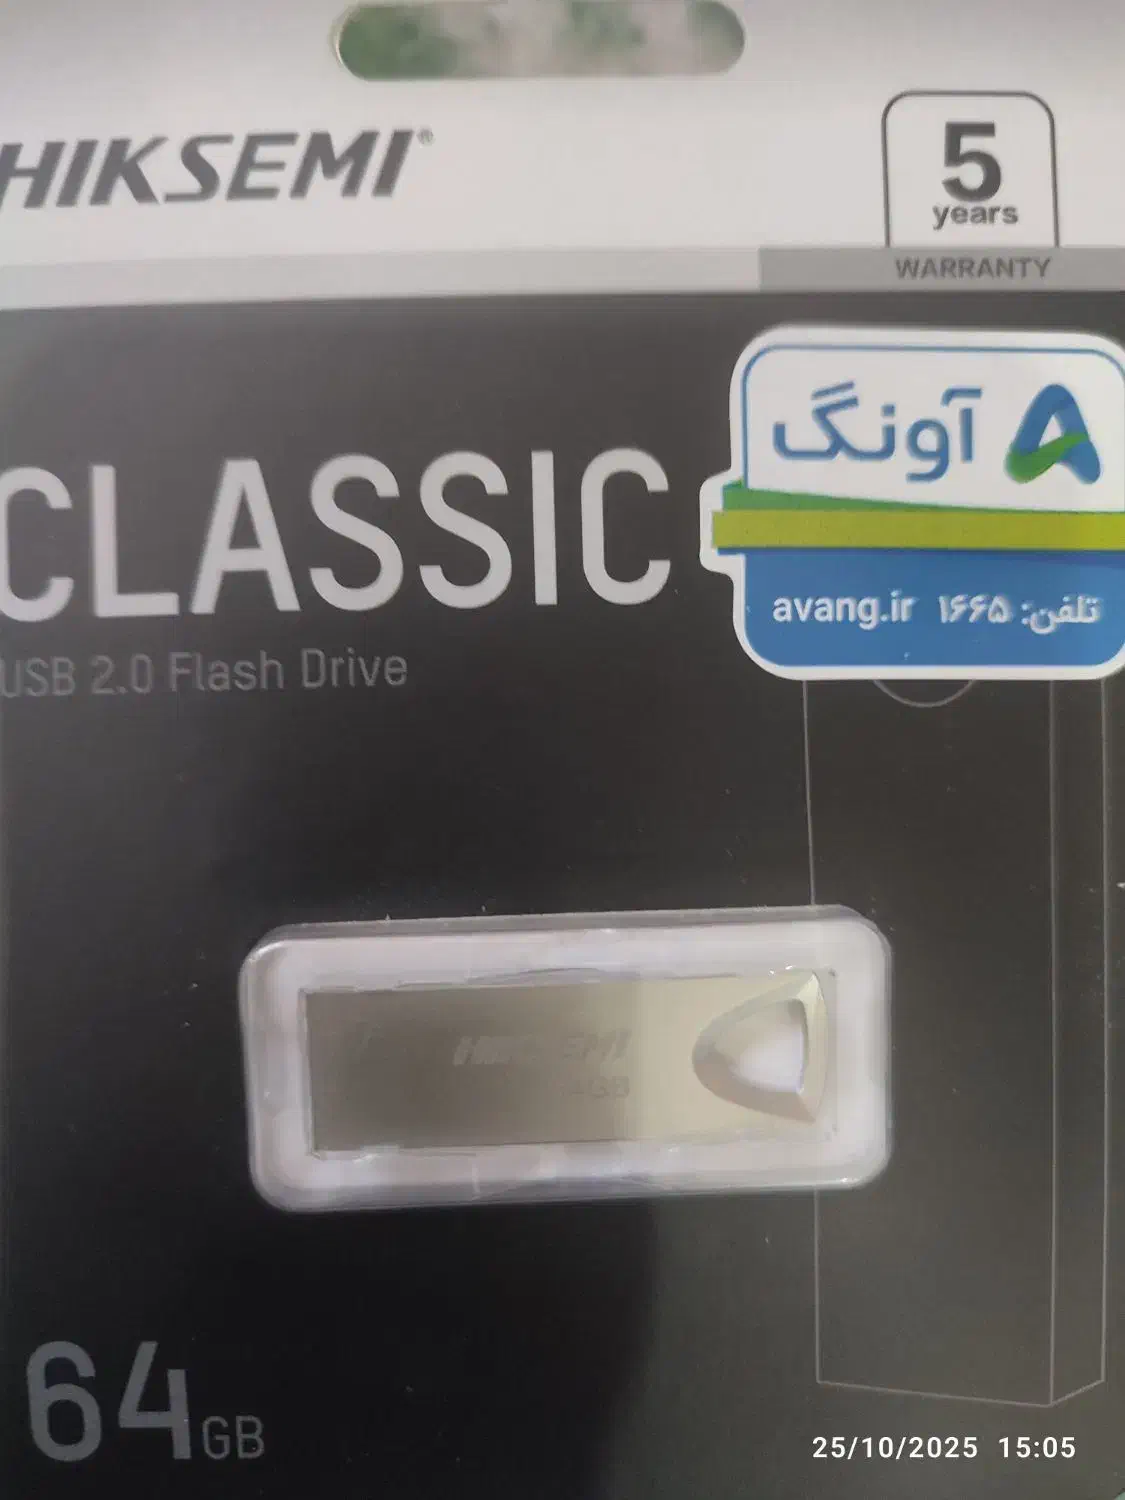 HIKSEMI®
5
years
WARRANTY
آونگ
CLASSIC
avang.ir تلفن: ۱۶۶۵
USB 2.0 Flash Drive
HIKSEMI
64GB
25/10/2025 15:05